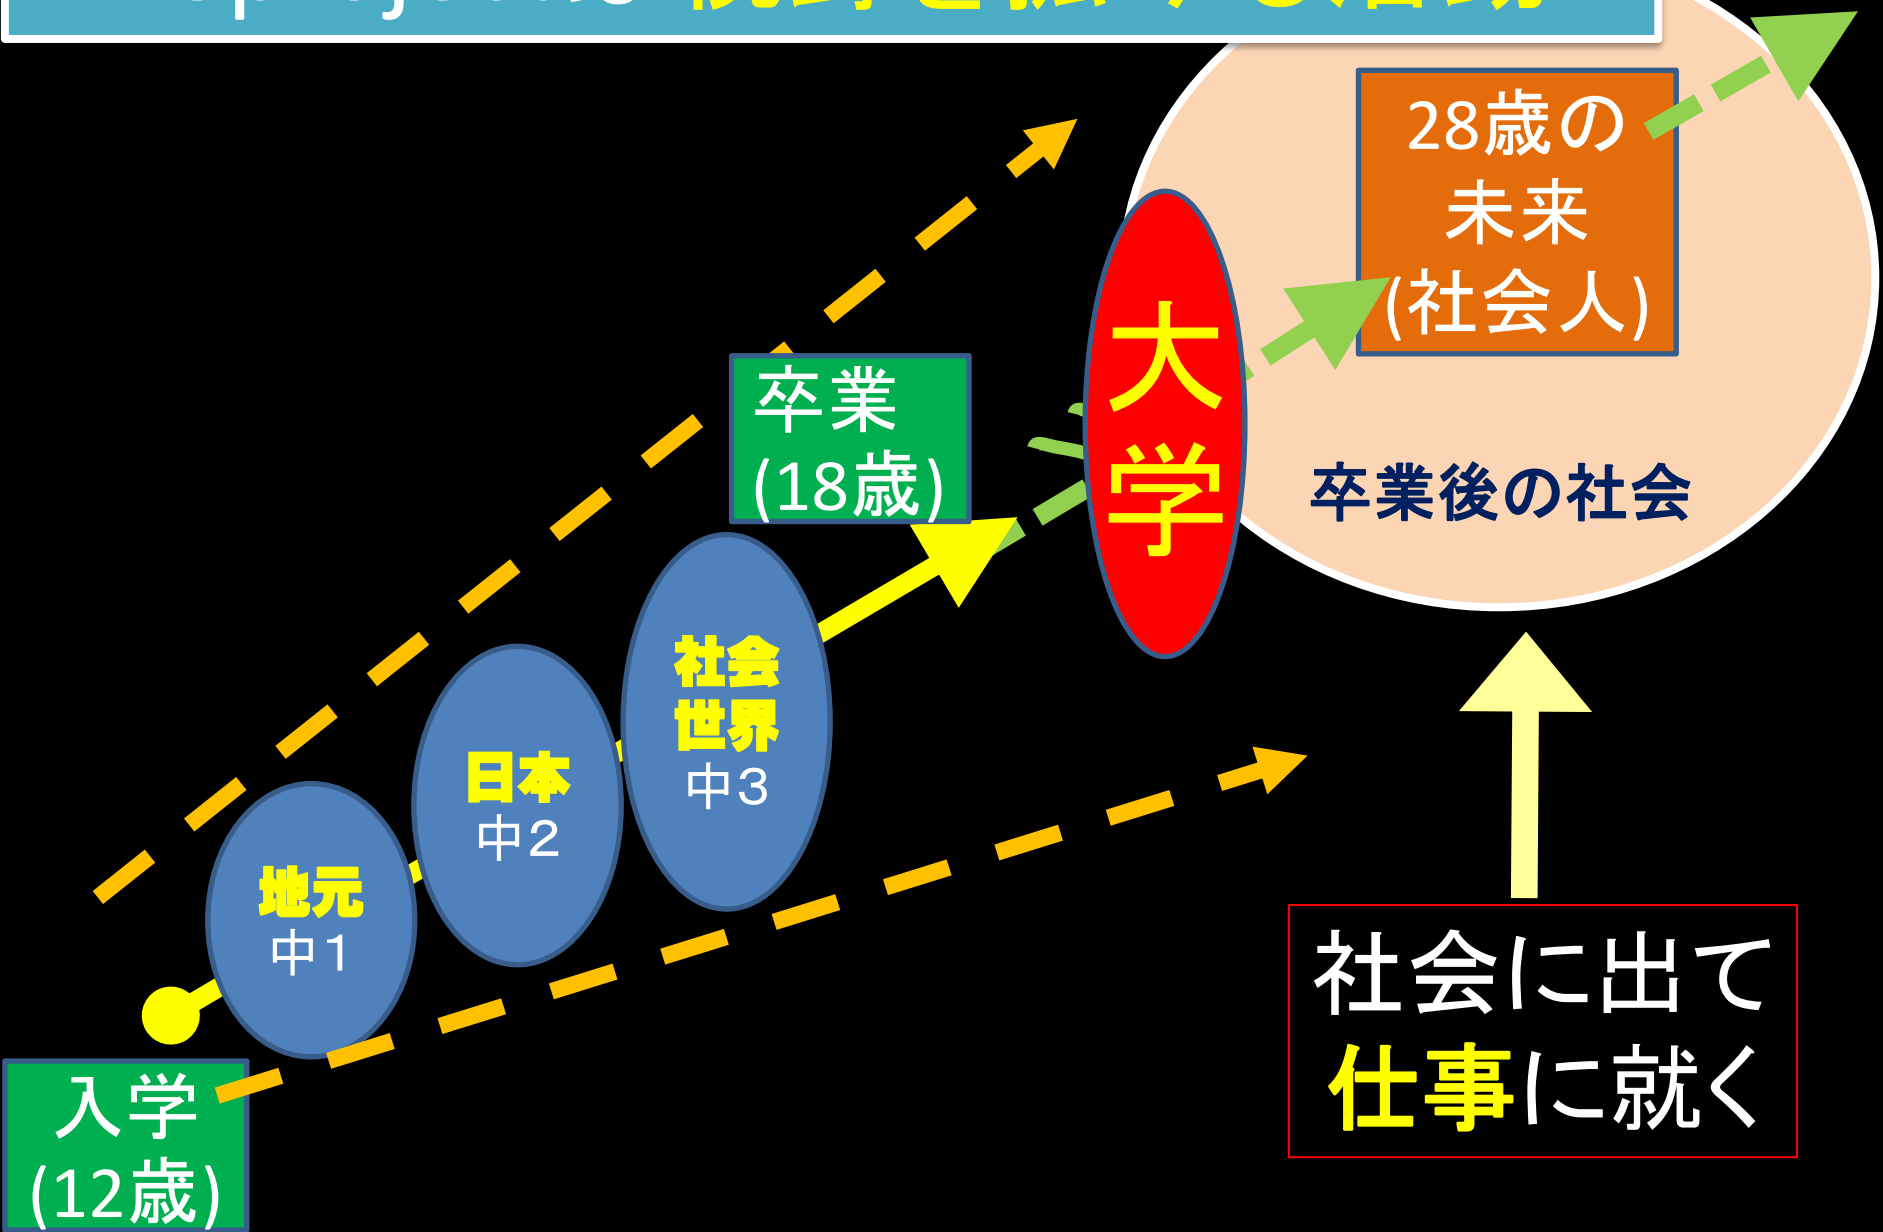 28歳の
未来
(社会人)
大
学
卒業
(18歳)
卒業後の社会
社会
世界
中3
日本
中2
地元
中1
入学
(12歳)
社会に出て
仕事に就く